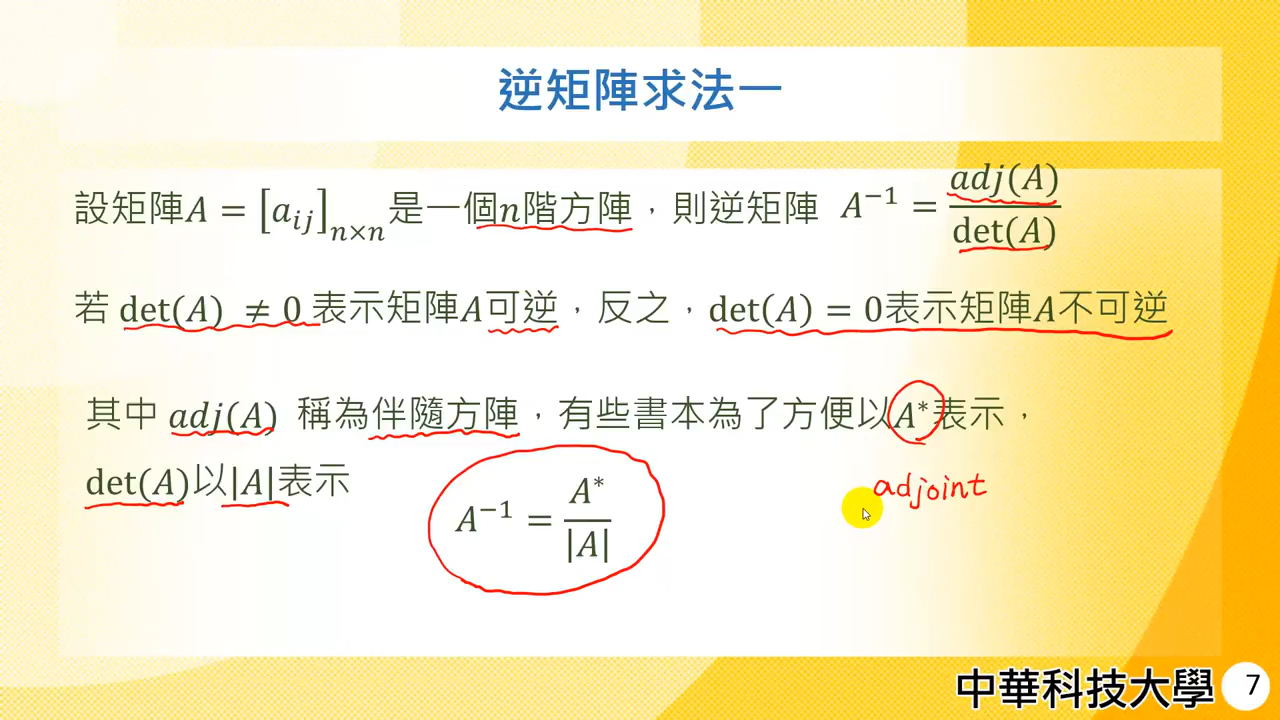 逆矩陣求法一
設矩陣A = [aᵢⱼ]ₙ×ₙ 是一個n階方陣，則逆矩陣 A⁻¹ = adj(A) / det(A)
若 det(A) ≠ 0 表示矩陣A可逆，反之，det(A) = 0表示矩陣A不可逆
其中 adj(A) 稱為伴隨方陣，有些書本為了方便以A*表示，
det(A)以|A|表示
A⁻¹ = A* / |A|
adjoint
中華科技大學 7